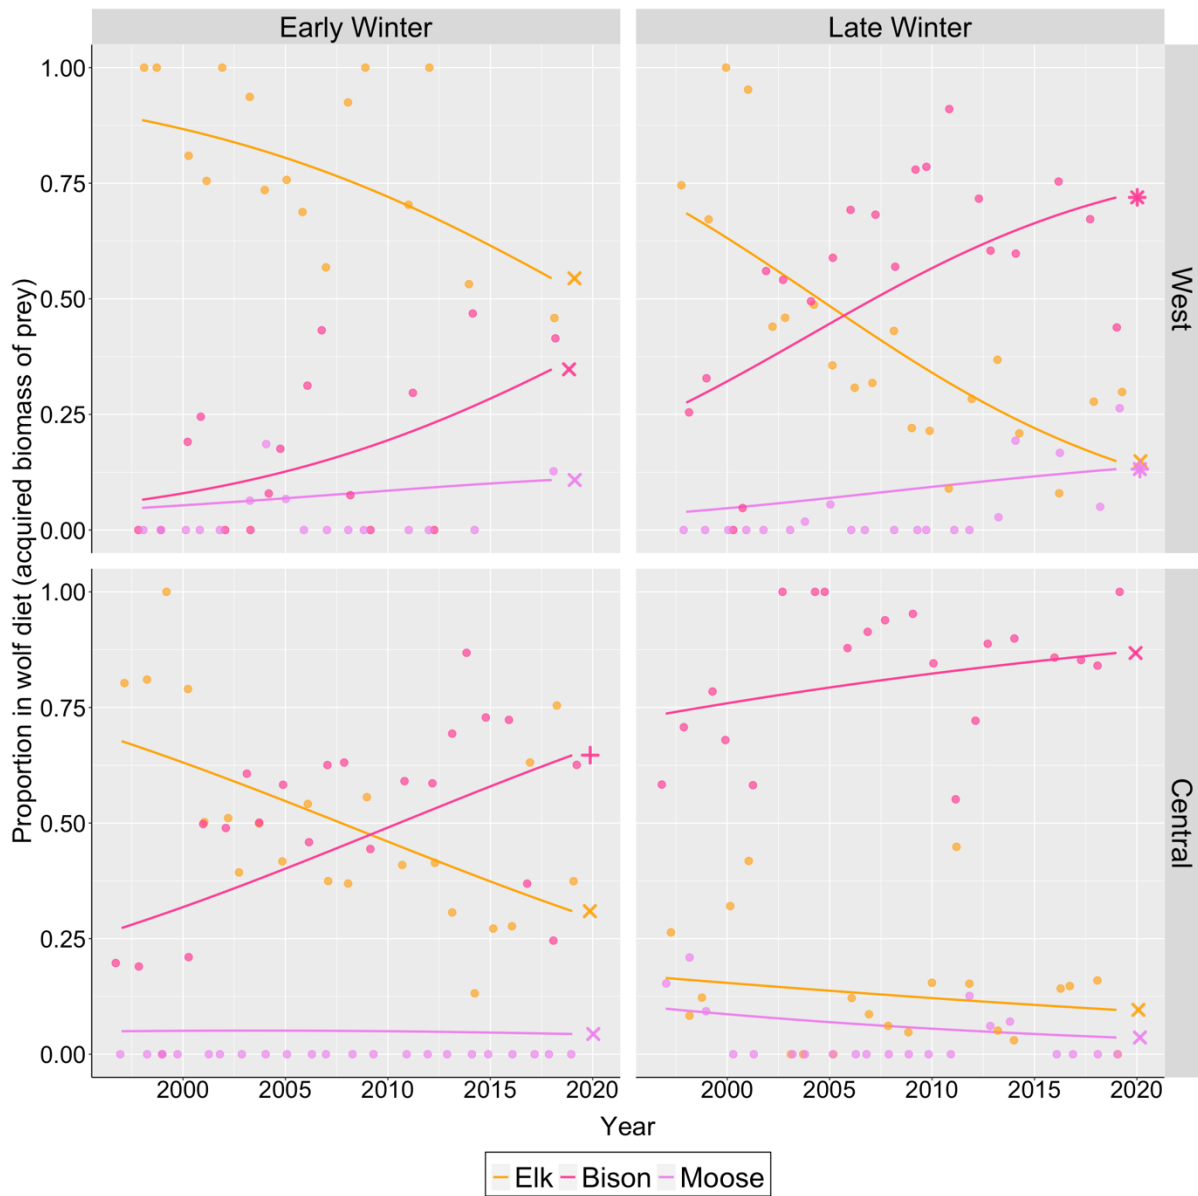 Early Winter
Late Winter
1.00
0.75
0.50
0.25
0.00
West
1.00
0.75
0.50
0.25
0.00
Central
Proportion in wolf diet (acquired biomass of prey)
2000 2005 2010 2015 2020
2000 2005 2010 2015 2020
Year
Elk Bison Moose